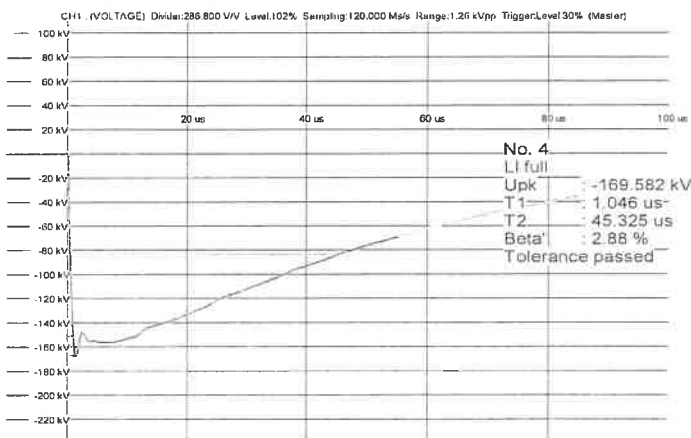 CH1 . (VOLTAGE) Divider:286.800 V/V Level:102% Sampling:120.000 Ms/s Range:1.26 kVpp Trigger:Level 30% (Master)
100 kV
80 kV
60 kV
40 kV
20 us 40 us 60 us 80 us 100 us
20 kV
No. 4
LI full
-20 kV
Upk : -169.582 kV
-40 kV
T1 : 1.046 us
T2 : 45.325 us
-60 kV
Beta' : 2.88 %
-80 kV
Tolerance passed
-100 kV
-120 kV
-140 kV
-160 kV
-180 kV
-200 kV
-220 kV